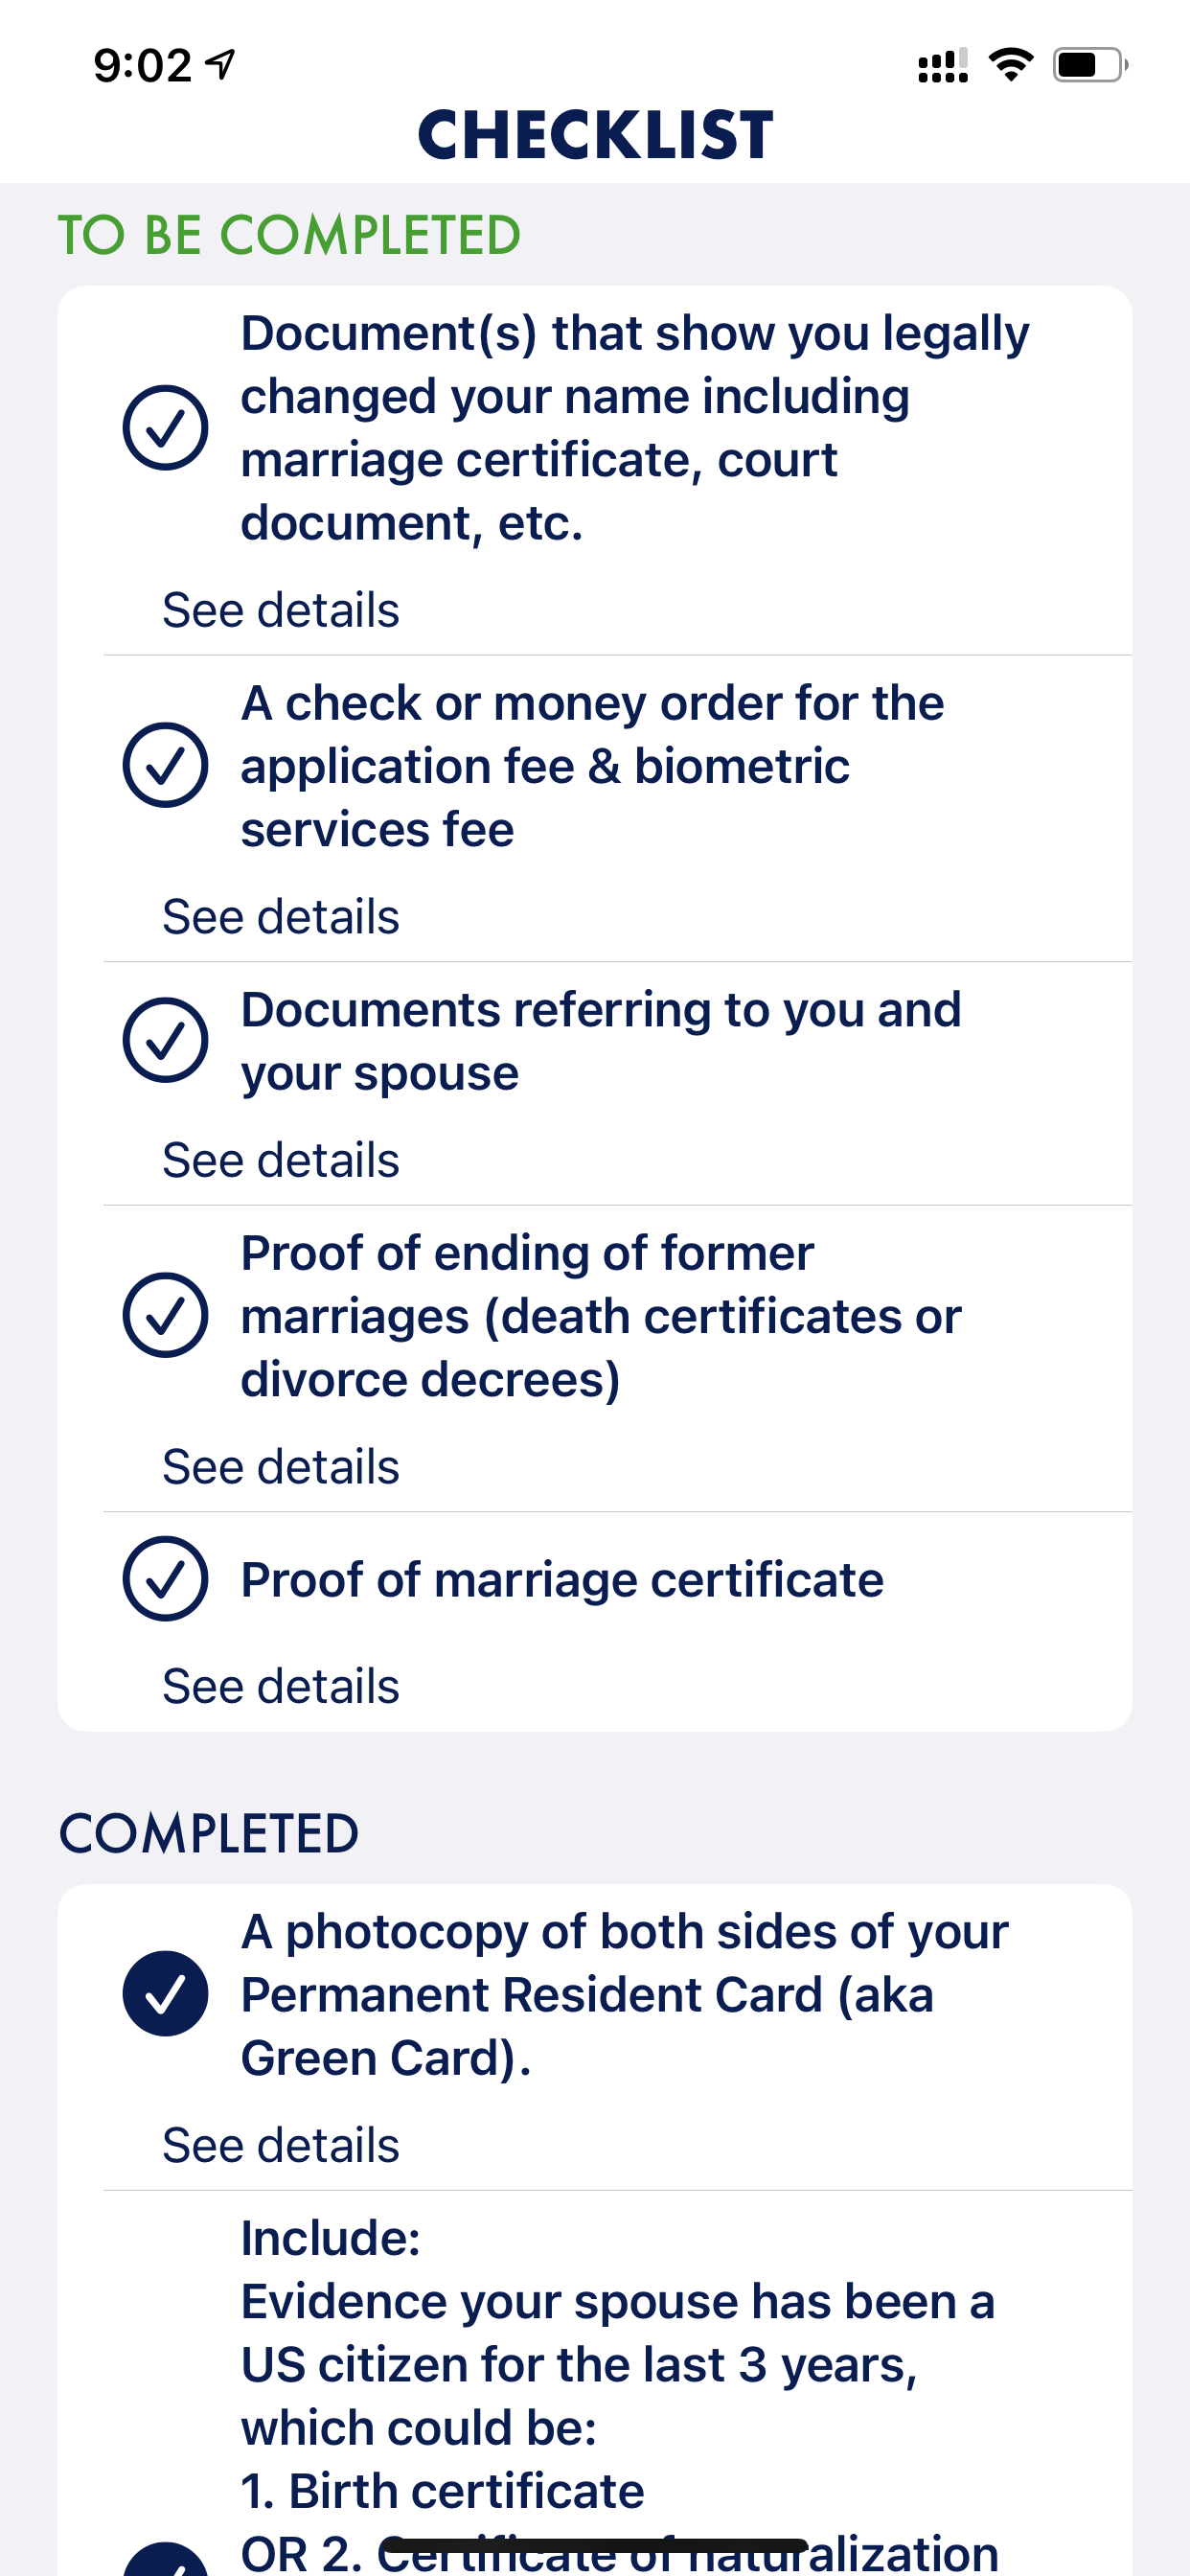 9:02
CHECKLIST
TO BE COMPLETED
Document(s) that show you legally
changed your name including
marriage certificate, court
document, etc.
See details
A check or money order for the
application fee & biometric
services fee
See details
Documents referring to you and
your spouse
See details
Proof of ending of former
marriages (death certificates or
divorce decrees)
See details
Proof of marriage certificate
See details
COMPLETED
A photocopy of both sides of your
Permanent Resident Card (aka
Green Card).
See details
Include:
Evidence your spouse has been a
US citizen for the last 3 years,
which could be:
1. Birth certificate
OR 2. Certificate of naturalization